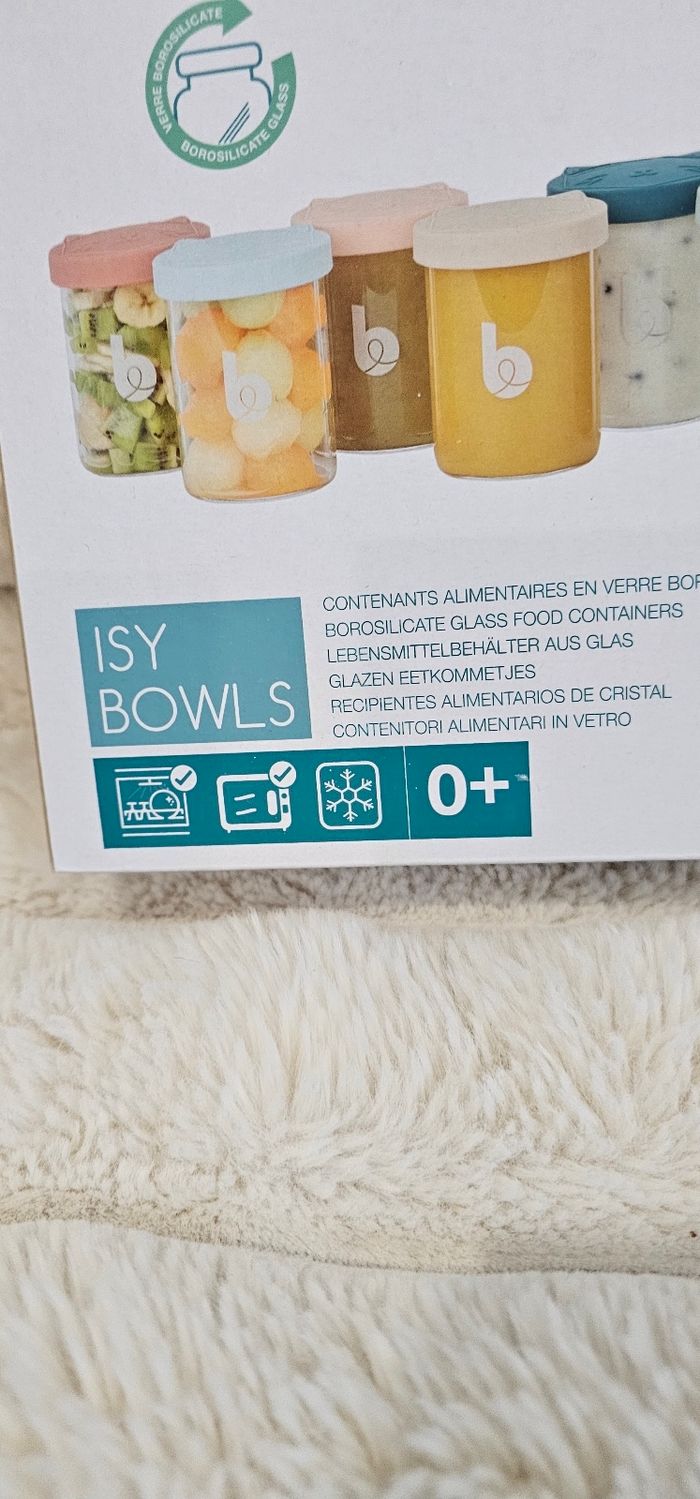 VERRE BOROSILICATE
BOROSILICATE GLASS
b
b
b
b
b
ISY
BOWLS
CONTENANTS ALIMENTAIRES EN VERRE
BOROSILICATE GLASS FOOD CONTAINERS
LEBENSMITTELBEHÄLTER AUS GLAS
GLAZEN EETKOMMETJES
RECIPIENTES ALIMENTARIOS DE CRISTAL
CONTENITORI ALIMENTARI IN VETRO
0+